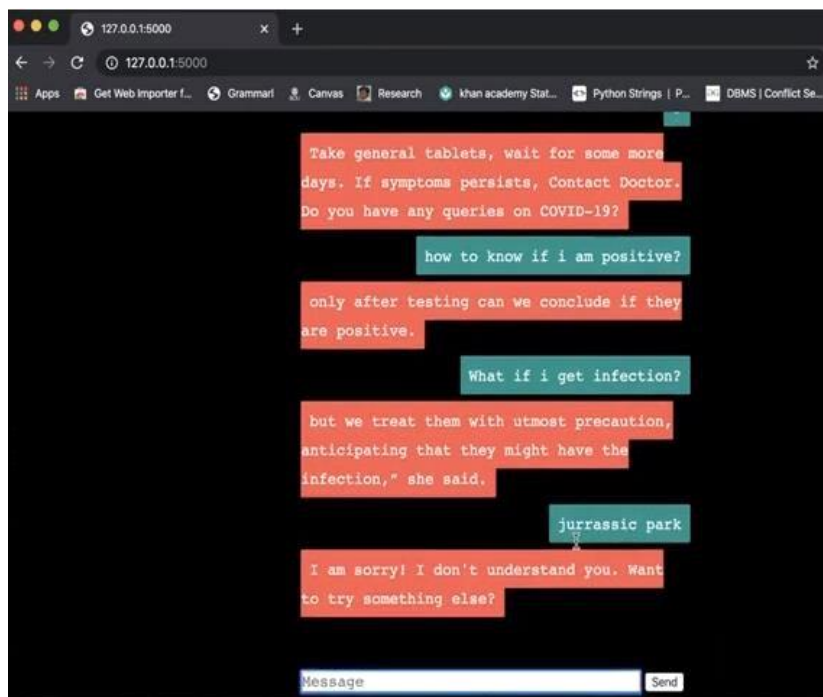 127.0.0.1:5000
127.0.0.1:5000
Apps Get Web Importer f... Grammarl Canvas Research khan academy Stat... Python Strings | P... DBMS | Conflict Se...
Take general tablets, wait for some more
days. If symptoms persists, Contact Doctor.
Do you have any queries on COVID-19?
how to know if i am positive?
only after testing can we conclude if they
are positive.
What if i get infection?
but we treat them with utmost precaution,
anticipating that they might have the
infection,” she said.
jurrassic park
I am sorry! I don't understand you. Want
to try something else?
Message Send